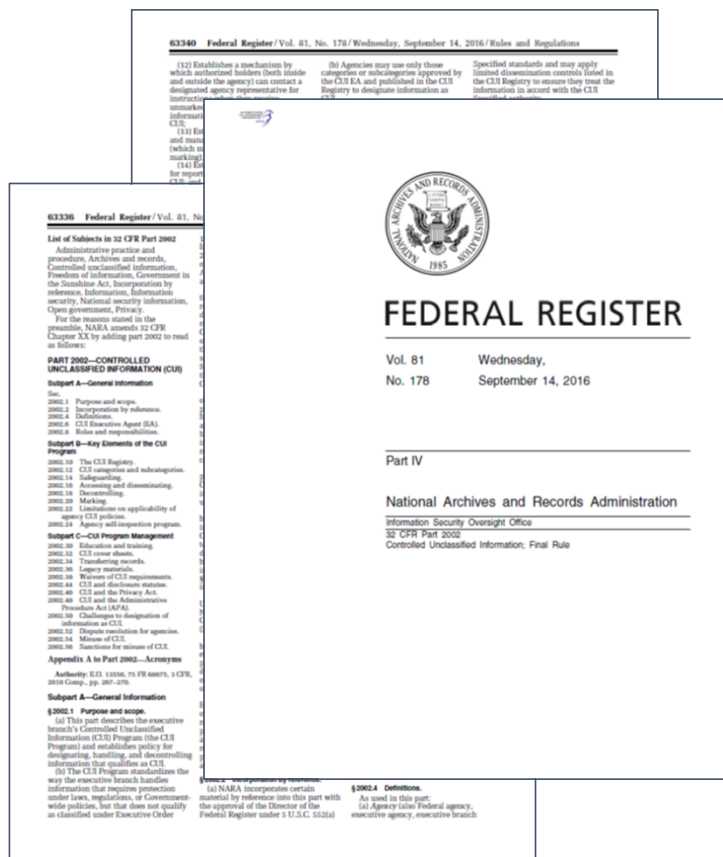 63340 Federal Register / Vol. 81, No. 178 / Wednesday, September 14, 2016 / Rules and Regulations
(12) Establishes a mechanism by
which authorized holders (both inside
and outside the agency) can contact a
designated agency representative for
(13)
(14)
(b) Agencies may use only those
categories or subcategories approved by
the CUI EA and published in the CUI
Registry to designate information as
Specified standards and may apply
limited dissemination controls listed in
the CUI Registry to ensure they treat the
information in accord with the CUI
NATIONAL ARCHIVES AND RECORDS ADMINISTRATION
1985
FEDERAL REGISTER
Vol. 81 Wednesday,
No. 178 September 14, 2016
Part IV
National Archives and Records Administration
Information Security Oversight Office
32 CFR Part 2002
Controlled Unclassified Information; Final Rule
63336 Federal Register / Vol. 81,
List of Subjects in 32 CFR Part 2002
Administrative practice and
procedure, Archives and records,
Controlled unclassified information,
Freedom of information, Government in
the Sunshine Act, Incorporation by
reference, Information, Information
security, National security information,
Open government, Privacy.
For the reasons stated in the
preamble, NARA amends 32 CFR
Chapter XX by adding part 2002 to read
as follows:
PART 2002—CONTROLLED
UNCLASSIFIED INFORMATION (CUI)
Subpart A—General Information
Sec.
2002.1 Purpose and scope.
2002.2 Incorporation by reference.
2002.4 Definitions.
2002.6 CUI Executive Agent (EA).
2002.8 Roles and responsibilities.
Subpart B—Key Elements of the CUI
Program
2002.10 The CUI Registry.
2002.12 CUI categories and subcategories.
2002.14 Safeguarding.
2002.16 Accessing and disseminating.
2002.18 Decontrolling.
2002.20 Marking.
2002.22 Limitations on applicability of
agency CUI policies.
2002.24 Agency self-inspection program.
Subpart C—CUI Program Management
2002.30 Education and training.
2002.32 CUI cover sheets.
2002.34 Transferring records.
2002.36 Legacy materials.
2002.38 Waivers of CUI requirements.
2002.44 CUI and disclosure statutes.
2002.46 CUI and the Privacy Act.
2002.48 CUI and the Administrative
Procedure Act (APA).
2002.50 Challenges to designation of
information as CUI.
2002.52 Dispute resolution for agencies.
2002.54 Misuse of CUI.
2002.56 Sanctions for misuse of CUI.
Appendix A to Part 2002—Acronyms
Authority: E.O. 13556, 75 FR 68675, 3 CFR,
2010 Comp., pp. 267–270.
Subpart A—General Information
§ 2002.1 Purpose and scope.
(a) This part describes the executive
branch's Controlled Unclassified
Information (CUI) Program (the CUI
Program) and establishes policy for
designating, handling, and decontrolling
information that qualifies as CUI.
(b) The CUI Program standardizes the
way the executive branch handles
information that requires protection
under laws, regulations, or Government-
wide policies, but that does not qualify
as classified under Executive Order
(a) NARA incorporates certain
material by reference into this part with
the approval of the Director of the
Federal Register under 5 U.S.C. 552(a)
§ 2002.4 Definitions.
As used in this part:
(a) Agency (also Federal agency,
executive agency, executive branch